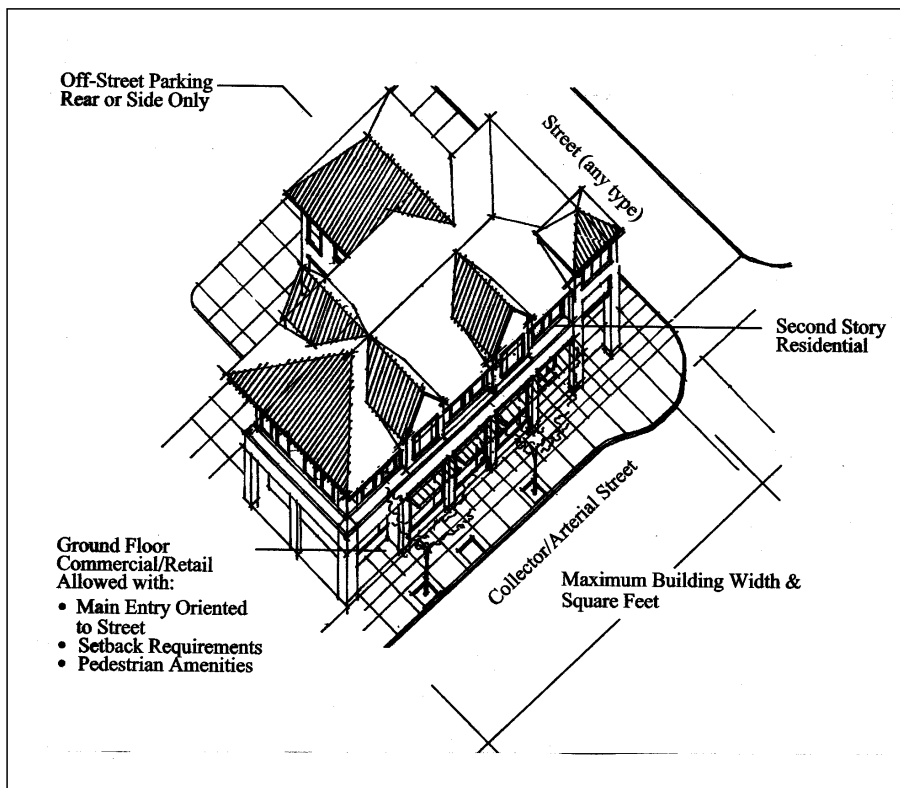 Off-Street Parking
Rear or Side Only
Street (any type)
Second Story
Residential
Ground Floor
Commercial/Retail
Allowed with:
• Main Entry Oriented
to Street
• Setback Requirements
• Pedestrian Amenities
Collector/Arterial Street
Maximum Building Width &
Square Feet